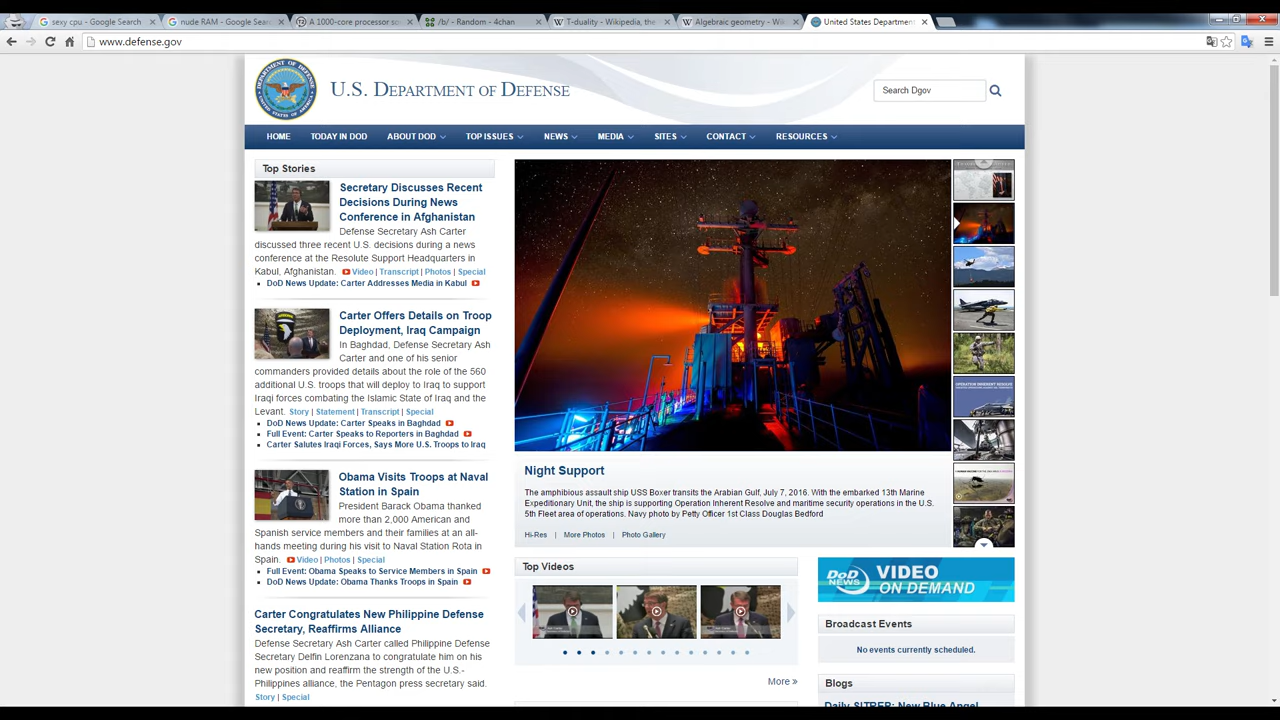 sexy cpu - Google Search
nude RAM - Google Sear
A 1000-core processor so
/b/ - Random - 4chan
T-duality - Wikipedia, the
Algebraic geometry - Wi
United States Department
www.defense.gov
U.S. DEPARTMENT OF DEFENSE
Search Dgov
HOME
TODAY IN DOD
ABOUT DOD
TOP ISSUES
NEWS
MEDIA
SITES
CONTACT
RESOURCES
Top Stories
Secretary Discusses Recent
Decisions During News
Conference in Afghanistan
Defense Secretary Ash Carter
discussed three recent U.S. decisions during a news
conference at the Resolute Support Headquarters in
Kabul, Afghanistan. Video | Transcript | Photos | Special
DoD News Update: Carter Addresses Media in Kabul
Carter Offers Details on Troop
Deployment, Iraq Campaign
In Baghdad, Defense Secretary Ash
Carter and one of his senior
commanders provided details about the role of the 560
additional U.S. troops that will deploy to Iraq to support
Iraqi forces combating the Islamic State of Iraq and the
Levant. Story | Statement | Transcript | Special
DoD News Update: Carter Speaks in Baghdad
Full Event: Carter Speaks to Reporters in Baghdad
Carter Salutes Iraqi Forces, Says More U.S. Troops to Iraq
Obama Visits Troops at Naval
Station in Spain
President Barack Obama thanked
more than 2,000 American and
Spanish service members and their families at an all-
hands meeting during his visit to Naval Station Rota in
Spain. Video | Photos | Special
Full Event: Obama Speaks to Service Members in Spain
DoD News Update: Obama Thanks Troops in Spain
Carter Congratulates New Philippine Defense
Secretary, Reaffirms Alliance
Defense Secretary Ash Carter called Philippine Defense
Secretary Delfin Lorenzana to congratulate him on his
new position and reaffirm the strength of the U.S.-
Philippines alliance, the Pentagon press secretary said.
Story | Special
Night Support
The amphibious assault ship USS Boxer transits the Arabian Gulf, July 7, 2016. With the embarked 13th Marine
Expeditionary Unit, the ship is supporting Operation Inherent Resolve and maritime security operations in the U.S.
5th Fleet area of operations. Navy photo by Petty Officer 1st Class Douglas Bedford
Hi-Res | More Photos | Photo Gallery
OPERATION INHERENT RESOLVE
Top Videos
More »
DoD NEWS VIDEO
ON DEMAND
Broadcast Events
No events currently scheduled.
Blogs
Daily SITREP: New Blue Angel